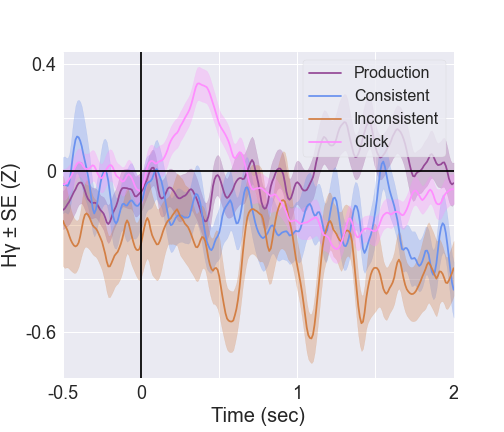 0.4
Production
Consistent
Inconsistent
Click
0
Hγ ± SE (Z)
-0.6
-0.5
0
1
2
Time (sec)